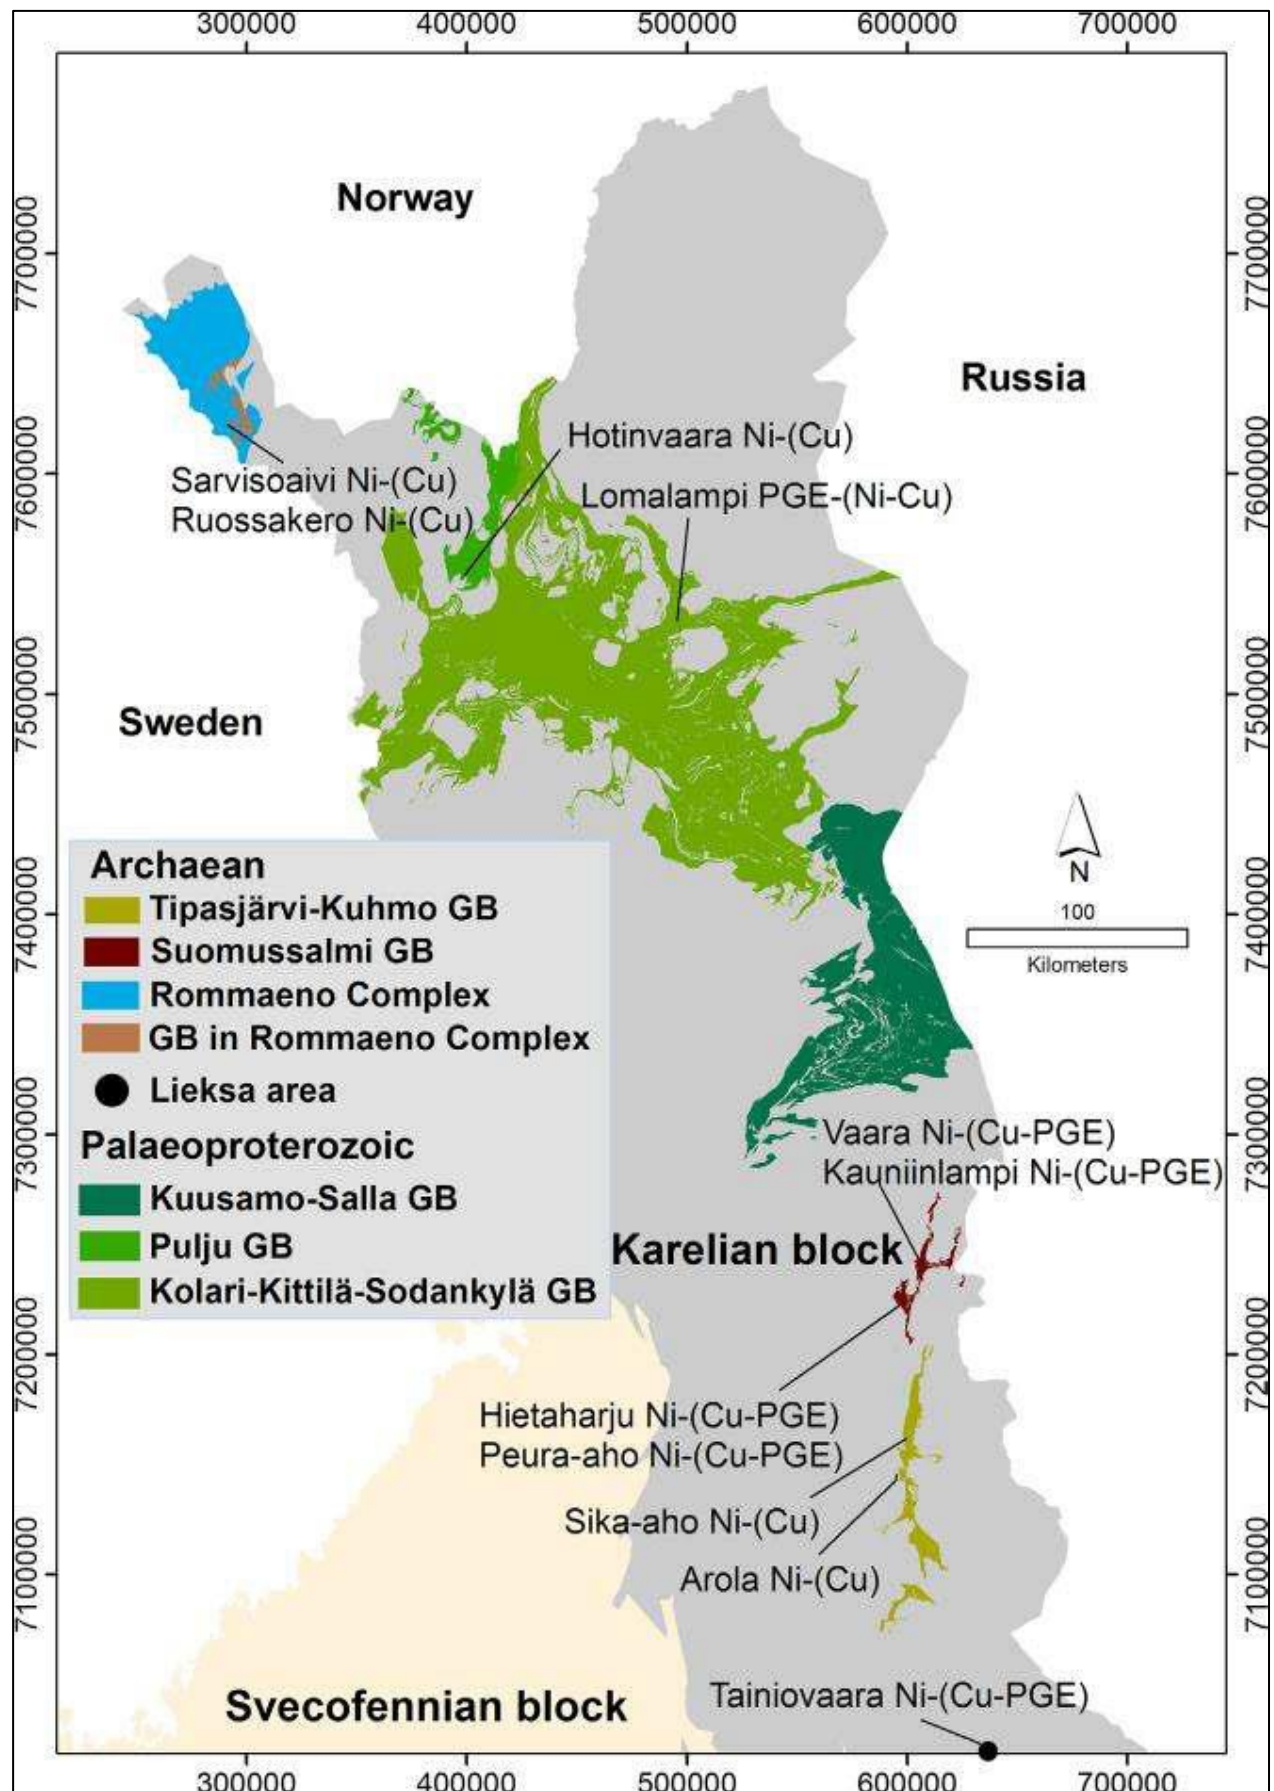 300000 400000 500000 600000 700000
Norway
7700000
7700000
Russia
Hotinvaara Ni-(Cu)
Sarvisoaivi Ni-(Cu)
Ruossakero Ni-(Cu)
Lomalampi PGE-(Ni-Cu)
7600000
7600000
Sweden
7500000
7500000
Archaean
Tipasjärvi-Kuhmo GB
Suomussalmi GB
Rommaeno Complex
GB in Rommaeno Complex
Lieksa area
Palaeoproterozoic
Kuusamo-Salla GB
Pulju GB
Kolari-Kittilä-Sodankylä GB
N
100
Kilometers
7400000
7400000
7300000
7300000
Vaara Ni-(Cu-PGE)
Kauniinlampi Ni-(Cu-PGE)
Karelian block
7200000
7200000
Hietaharju Ni-(Cu-PGE)
Peura-aho Ni-(Cu-PGE)
Sika-aho Ni-(Cu)
Arola Ni-(Cu)
7100000
7100000
Svecofennian block
Tainiovaara Ni-(Cu-PGE)
300000 400000 500000 600000 700000